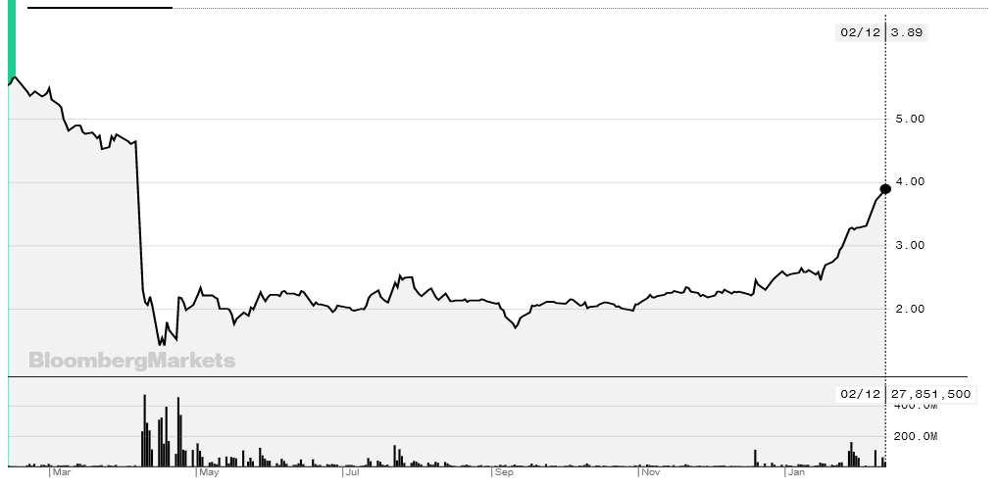 02/12 3.89
5.00
4.00
3.00
2.00
BloombergMarkets
02/12 27,851,500
400.0M
200.0M
Mar May Jul Sep Nov Jan